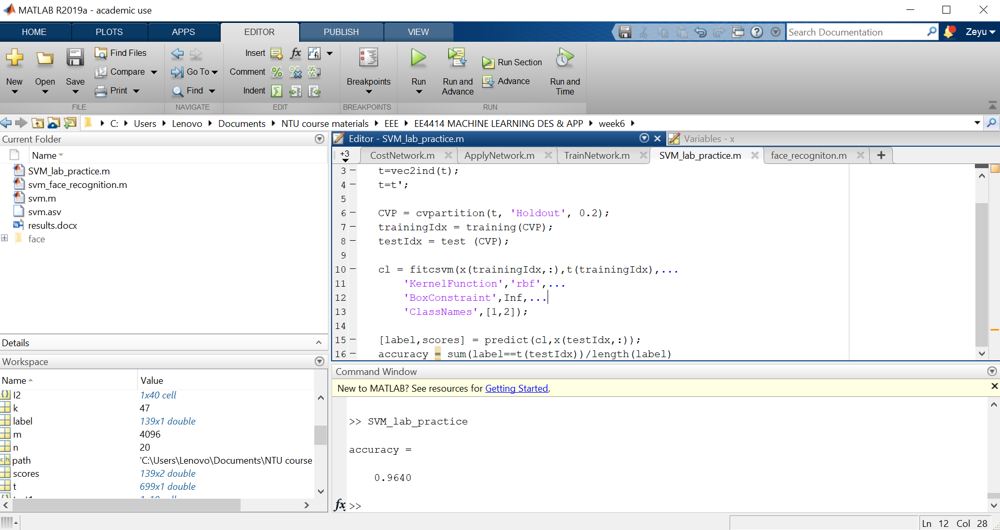 MATLAB R2019a - academic use
HOME PLOTS APPS EDITOR PUBLISH VIEW
Search Documentation
Zeyu
New
Open
Save
Find Files
Compare
Print
FILE
Go To
Find
NAVIGATE
Insert
Comment
Indent
EDIT
Breakpoints
BREAKPOINTS
Run
Run and
Advance
Run Section
Advance
Run and
Time
RUN
C: Users Lenovo Documents NTU course materials EEE EE4414 MACHINE LEARNING DES & APP week6
Current Folder
Name
SVM_lab_practice.m
svm_face_recognition.m
svm.m
svm.asv
results.docx
face
Details
Workspace
Name Value
l2 1x40 cell
k 47
label 139x1 double
m 4096
n 20
path 'C:\Users\Lenovo\Documents\NTU course
scores 139x2 double
t 699x1 double
Editor - SVM_lab_practice.m
Variables - x
+3 CostNetwork.m ApplyNetwork.m TrainNetwork.m SVM_lab_practice.m face_recogniton.m +
3 t=vec2ind(t);
4 t=t';
5
6 CVP = cvpartition(t, 'Holdout', 0.2);
7 trainingIdx = training(CVP);
8 testIdx = test (CVP);
9
10 cl = fitcsvm(x(trainingIdx,:),t(trainingIdx),...
11 'KernelFunction','rbf',...
12 'BoxConstraint',Inf,...
13 'ClassNames',[1,2]);
14
15 [label,scores] = predict(cl,x(testIdx,:));
16 accuracy = sum(label==t(testIdx))/length(label)
Command Window
New to MATLAB? See resources for Getting Started.
>> SVM_lab_practice
accuracy =
0.9640
fx >>
Ln 12 Col 28